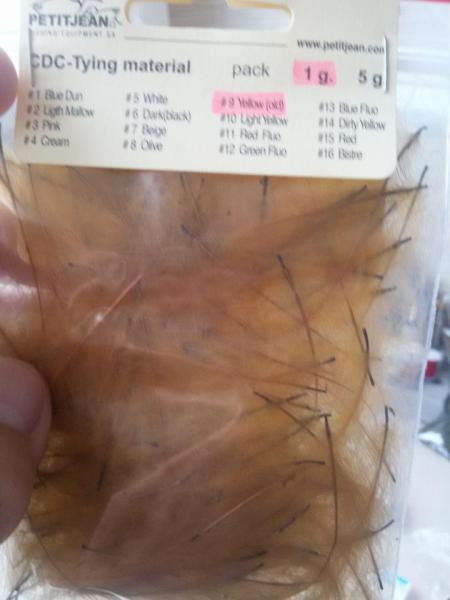 PETITJEAN
FISHING EQUIPMENT SA
www.petitjean.com
CDC-Tying material pack 1 g. 5 g
#1 Blue Dun
#2 Ligth Mallow
#3 Pink
#4 Cream
#5 White
#6 Dark(black)
#7 Beige
#8 Olive
#9 Yellow (old)
#10 Light Yellow
#11 Red Fluo
#12 Green Fluo
#13 Blue Fluo
#14 Dirty Yellow
#15 Red
#16 Bistre